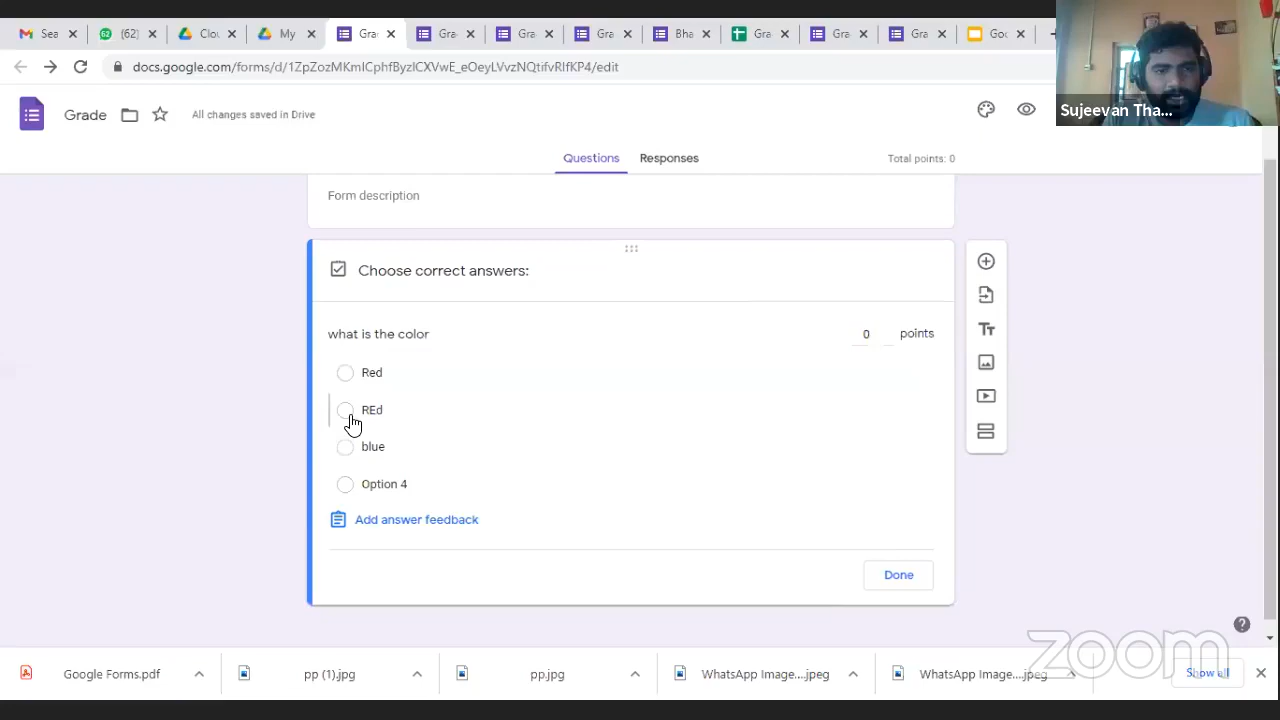 Sea
(62)
Clou
My
Gra
Gra
Gra
Gra
Bha
Gra
Gra
Gra
Goo
docs.google.com/forms/d/1ZpZozMKmICphfByzlCXVwE_eOeyLVvzNQtifvRIfKP4/edit
Sujeevan Tha...
Grade
All changes saved in Drive
Questions
Responses
Total points: 0
Form description
Choose correct answers:
what is the color
0 points
Red
REd
blue
Option 4
Add answer feedback
Done
zoom
Google Forms.pdf
pp (1).jpg
pp.jpg
WhatsApp Image....jpeg
WhatsApp Image....jpeg
Show all